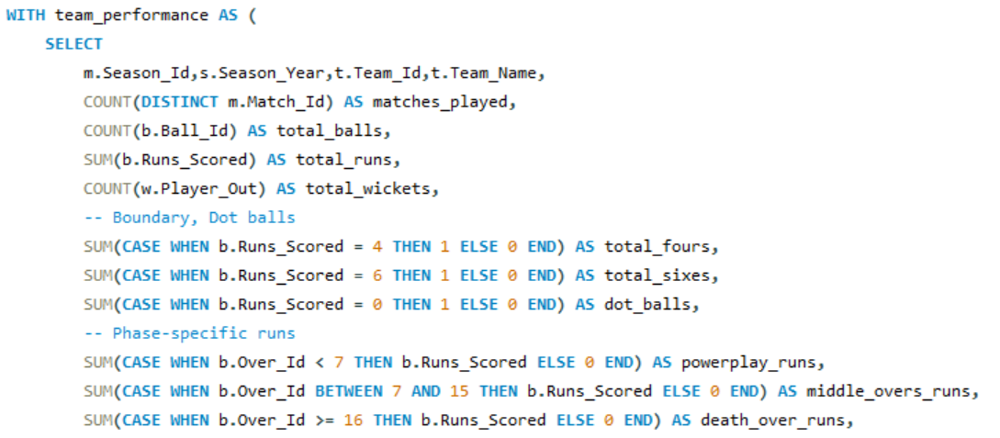 WITH team_performance AS (
SELECT
m.Season_Id,s.Season_Year,t.Team_Id,t.Team_Name,
COUNT(DISTINCT m.Match_Id) AS matches_played,
COUNT(b.Ball_Id) AS total_balls,
SUM(b.Runs_Scored) AS total_runs,
COUNT(w.Player_Out) AS total_wickets,
-- Boundary, Dot balls
SUM(CASE WHEN b.Runs_Scored = 4 THEN 1 ELSE 0 END) AS total_fours,
SUM(CASE WHEN b.Runs_Scored = 6 THEN 1 ELSE 0 END) AS total_sixes,
SUM(CASE WHEN b.Runs_Scored = 0 THEN 1 ELSE 0 END) AS dot_balls,
-- Phase-specific runs
SUM(CASE WHEN b.Over_Id < 7 THEN b.Runs_Scored ELSE 0 END) AS powerplay_runs,
SUM(CASE WHEN b.Over_Id BETWEEN 7 AND 15 THEN b.Runs_Scored ELSE 0 END) AS middle_overs_runs,
SUM(CASE WHEN b.Over_Id >= 16 THEN b.Runs_Scored ELSE 0 END) AS death_over_runs,